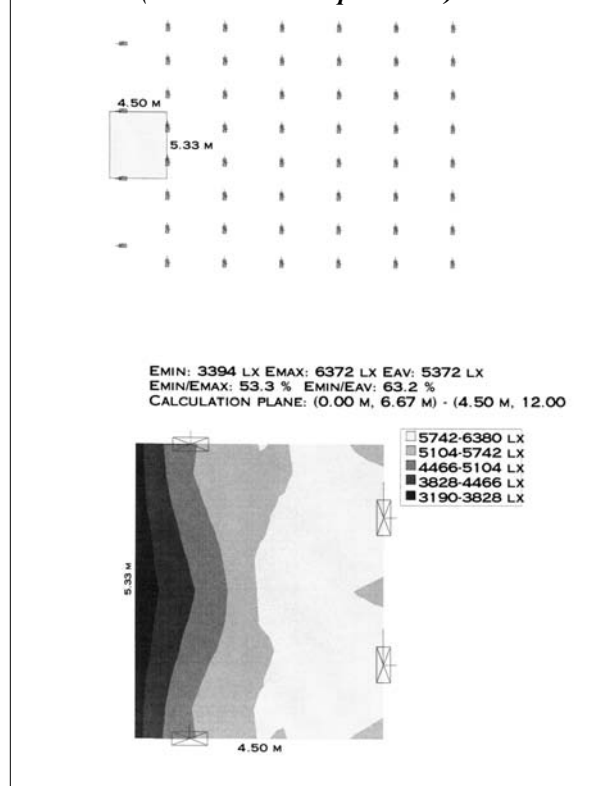 4.50 M
5.33 M
EMIN: 3394 LX EMAX: 6372 LX EAV: 5372 LX
EMIN/EMAX: 53.3 % EMIN/EAV: 63.2 %
CALCULATION PLANE: (0.00 M, 6.67 M) - (4.50 M, 12.00
5742-6380 LX
5104-5742 LX
4466-5104 LX
3828-4466 LX
3190-3828 LX
5.33 M
4.50 M